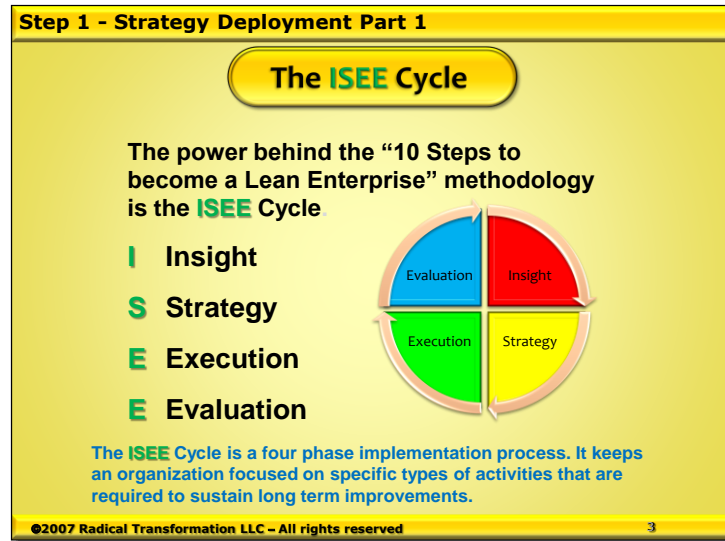 Step 1 - Strategy Deployment Part 1
The ISEE Cycle
The power behind the “10 Steps to
become a Lean Enterprise” methodology
is the ISEE Cycle.
I Insight
S Strategy
E Execution
E Evaluation
Evaluation Insight
Execution Strategy
The ISEE Cycle is a four phase implementation process. It keeps
an organization focused on specific types of activities that are
required to sustain long term improvements.
©2007 Radical Transformation LLC – All rights reserved 3